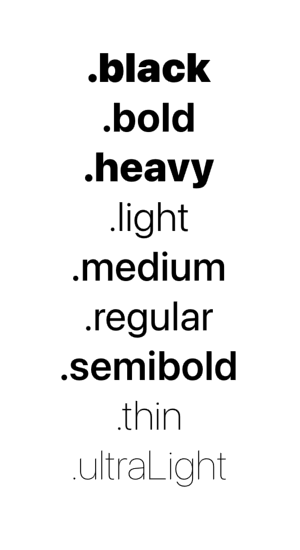 .black
.bold
.heavy
.light
.medium
.regular
.semibold
.thin
.ultraLight